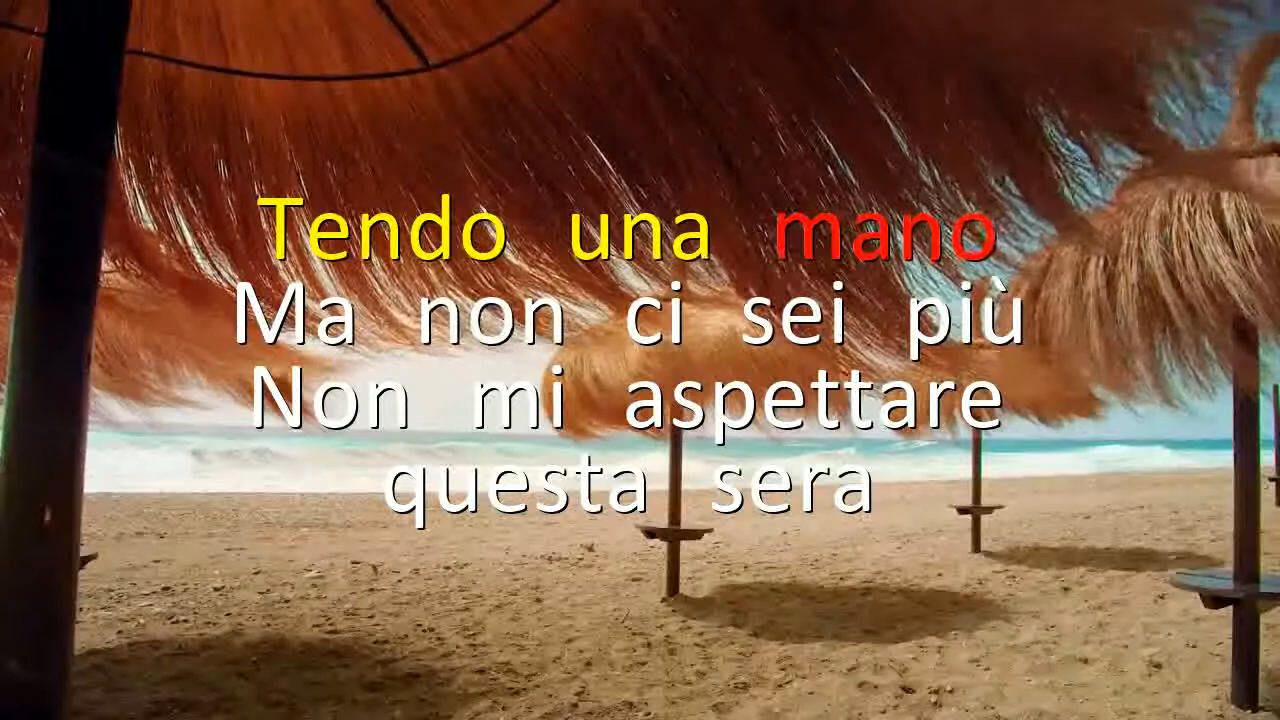 Tendo una mano
Ma non ci sei più
Non mi aspettare
questa sera